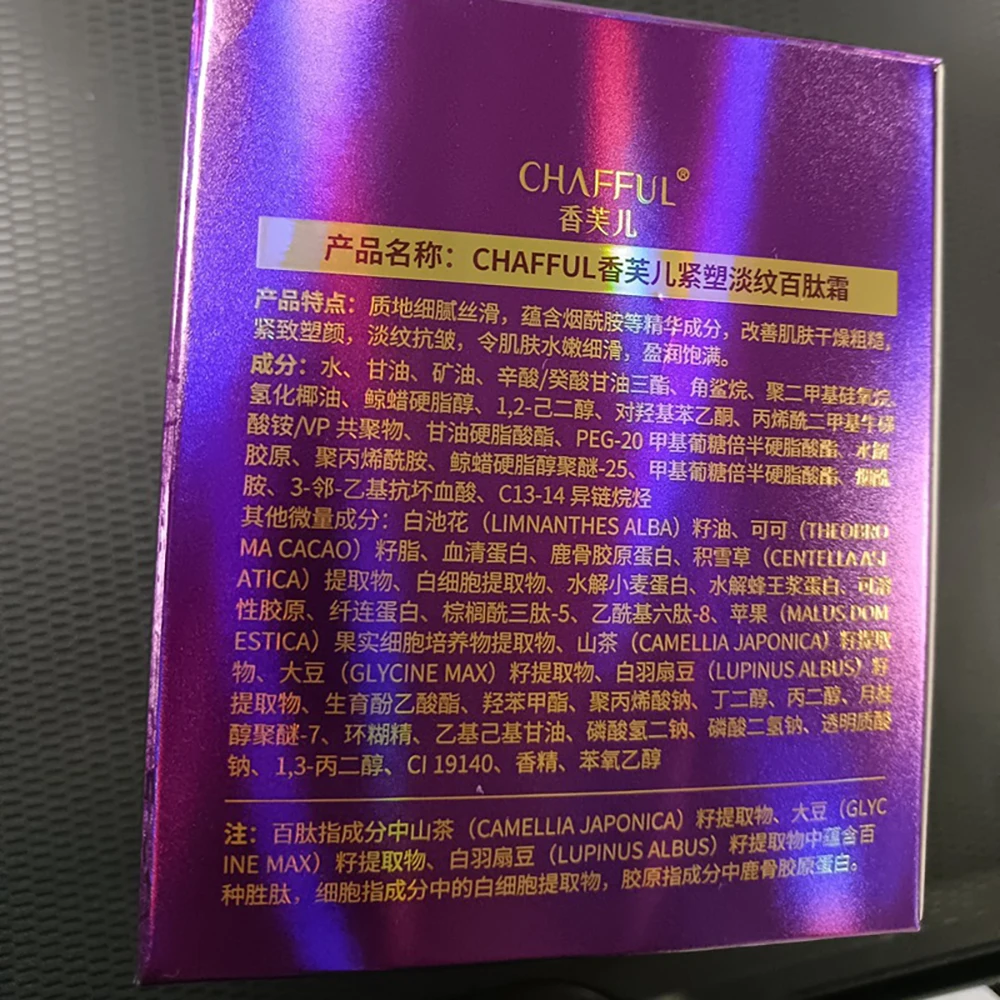 CHAFFUL®
香芙儿
产品名称：CHAFFUL香芙儿紧塑淡纹百肽霜
产品特点：质地细腻丝滑，蕴含烟酰胺等精华成分，改善肌肤干燥粗糙，
紧致塑颜，淡纹抗皱，令肌肤水嫩细滑，盈润饱满。
成分：水、甘油、矿油、辛酸/癸酸甘油三酯、角鲨烷、聚二甲基硅氧烷、
氢化椰油、鲸蜡硬脂醇、1,2-己二醇、对羟基苯乙酮、丙烯酰二甲基牛磺
酸铵/VP 共聚物、甘油硬脂酸酯、PEG-20 甲基葡糖倍半硬脂酸酯、水解
胶原、聚丙烯酰胺、鲸蜡硬脂醇聚醚-25、甲基葡糖倍半硬脂酸酯、烟酰
胺、3-邻-乙基抗坏血酸、C13-14 异链烷烃
其他微量成分：白池花（LIMNANTHES ALBA）籽油、可可（THEOBRO
MA CACAO）籽脂、血清蛋白、鹿骨胶原蛋白、积雪草（CENTELLA ASI
ATICA）提取物、白细胞提取物、水解小麦蛋白、水解蜂王浆蛋白、可溶
性胶原、纤连蛋白、棕榈酰三肽-5、乙酰基六肽-8、苹果（MALUS DOM
ESTICA）果实细胞培养物提取物、山茶（CAMELLIA JAPONICA）籽提取
物、大豆（GLYCINE MAX）籽提取物、白羽扇豆（LUPINUS ALBUS）籽
提取物、生育酚乙酸酯、羟苯甲酯、聚丙烯酸钠、丁二醇、丙二醇、月桂
醇聚醚-7、环糊精、乙基己基甘油、磷酸氢二钠、磷酸二氢钠、透明质酸
钠、1,3-丙二醇、CI 19140、香精、苯氧乙醇
注：百肽指成分中山茶（CAMELLIA JAPONICA）籽提取物、大豆（GLYC
INE MAX）籽提取物、白羽扇豆（LUPINUS ALBUS）籽提取物中蕴含百
种胜肽，细胞指成分中的白细胞提取物，胶原指成分中鹿骨胶原蛋白。